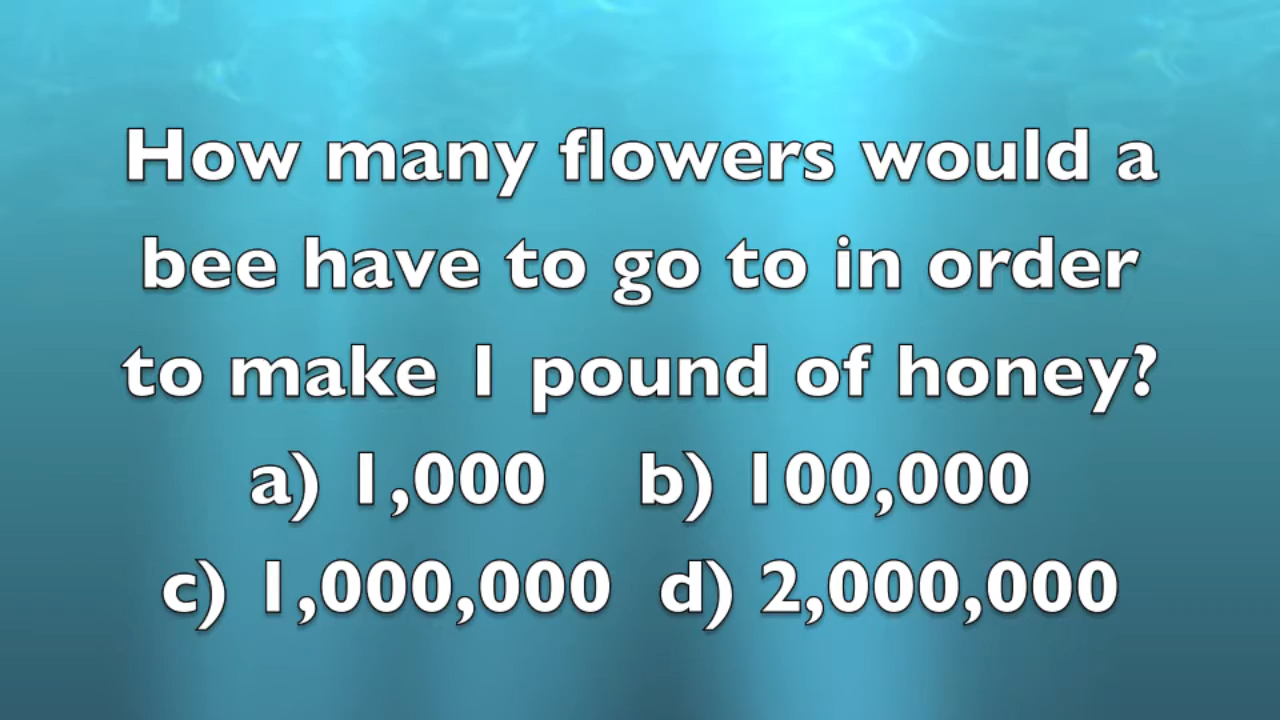 How many flowers would a
bee have to go to in order
to make 1 pound of honey?
a) 1,000 b) 100,000
c) 1,000,000 d) 2,000,000